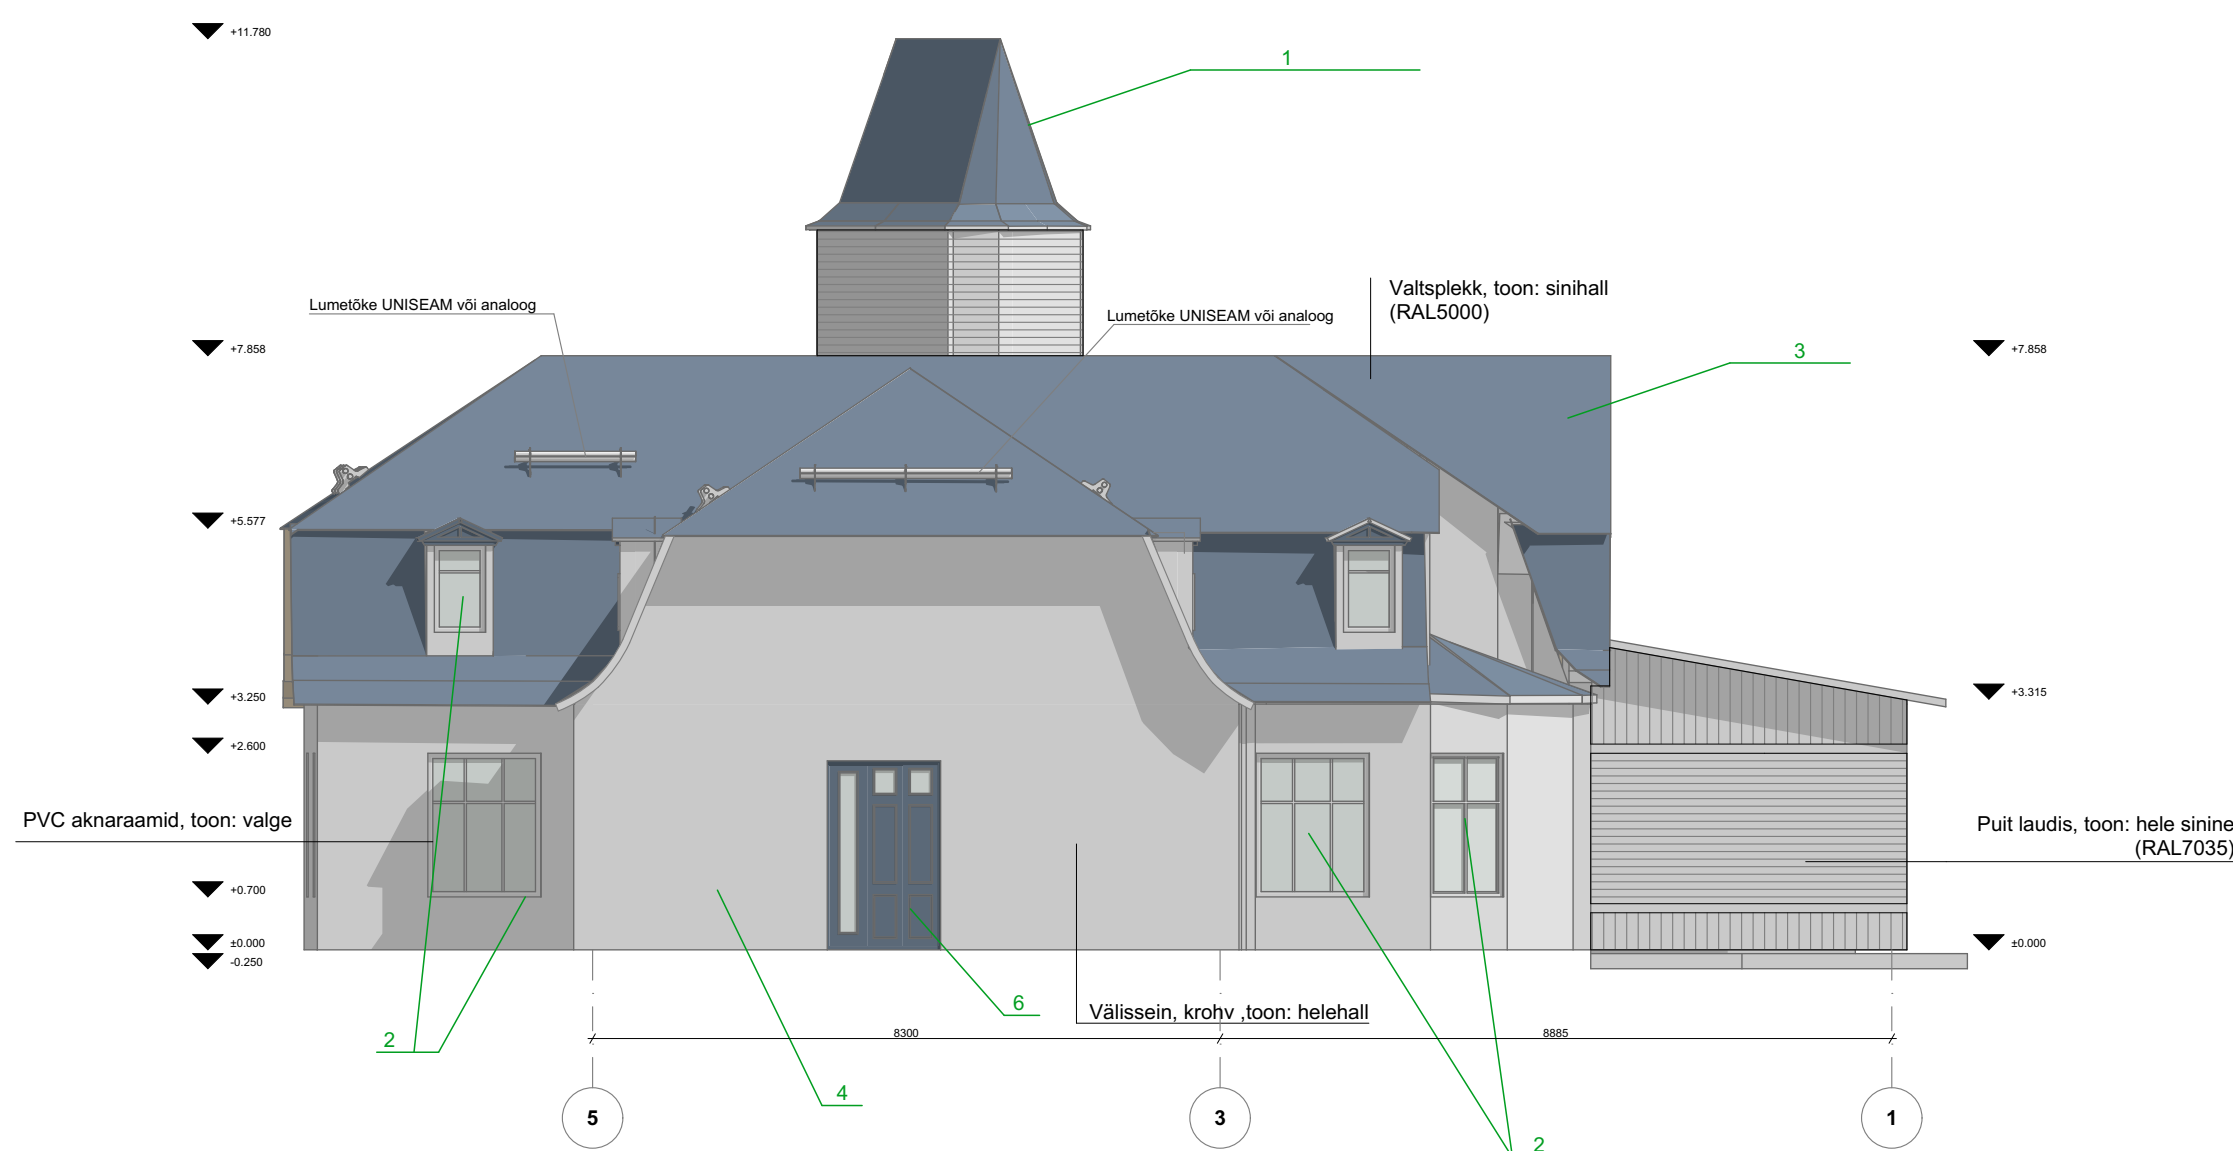 +11.780
1
Valtsplekk, toon: sinihall
(RAL5000)
Lumetõke UNISEAM või analoog
Lumetõke UNISEAM või analoog
+7.858
+7.858
3
+5.577
+3.250
+3.315
+2.600
PVC aknaraamid, toon: valge
Puit laudis, toon: hele sinine
(RAL7035)
+0.700
±0.000
±0.000
-0.250
6
Välissein, krohv ,toon: helehall
2
8300
8885
4
5
3
1
2